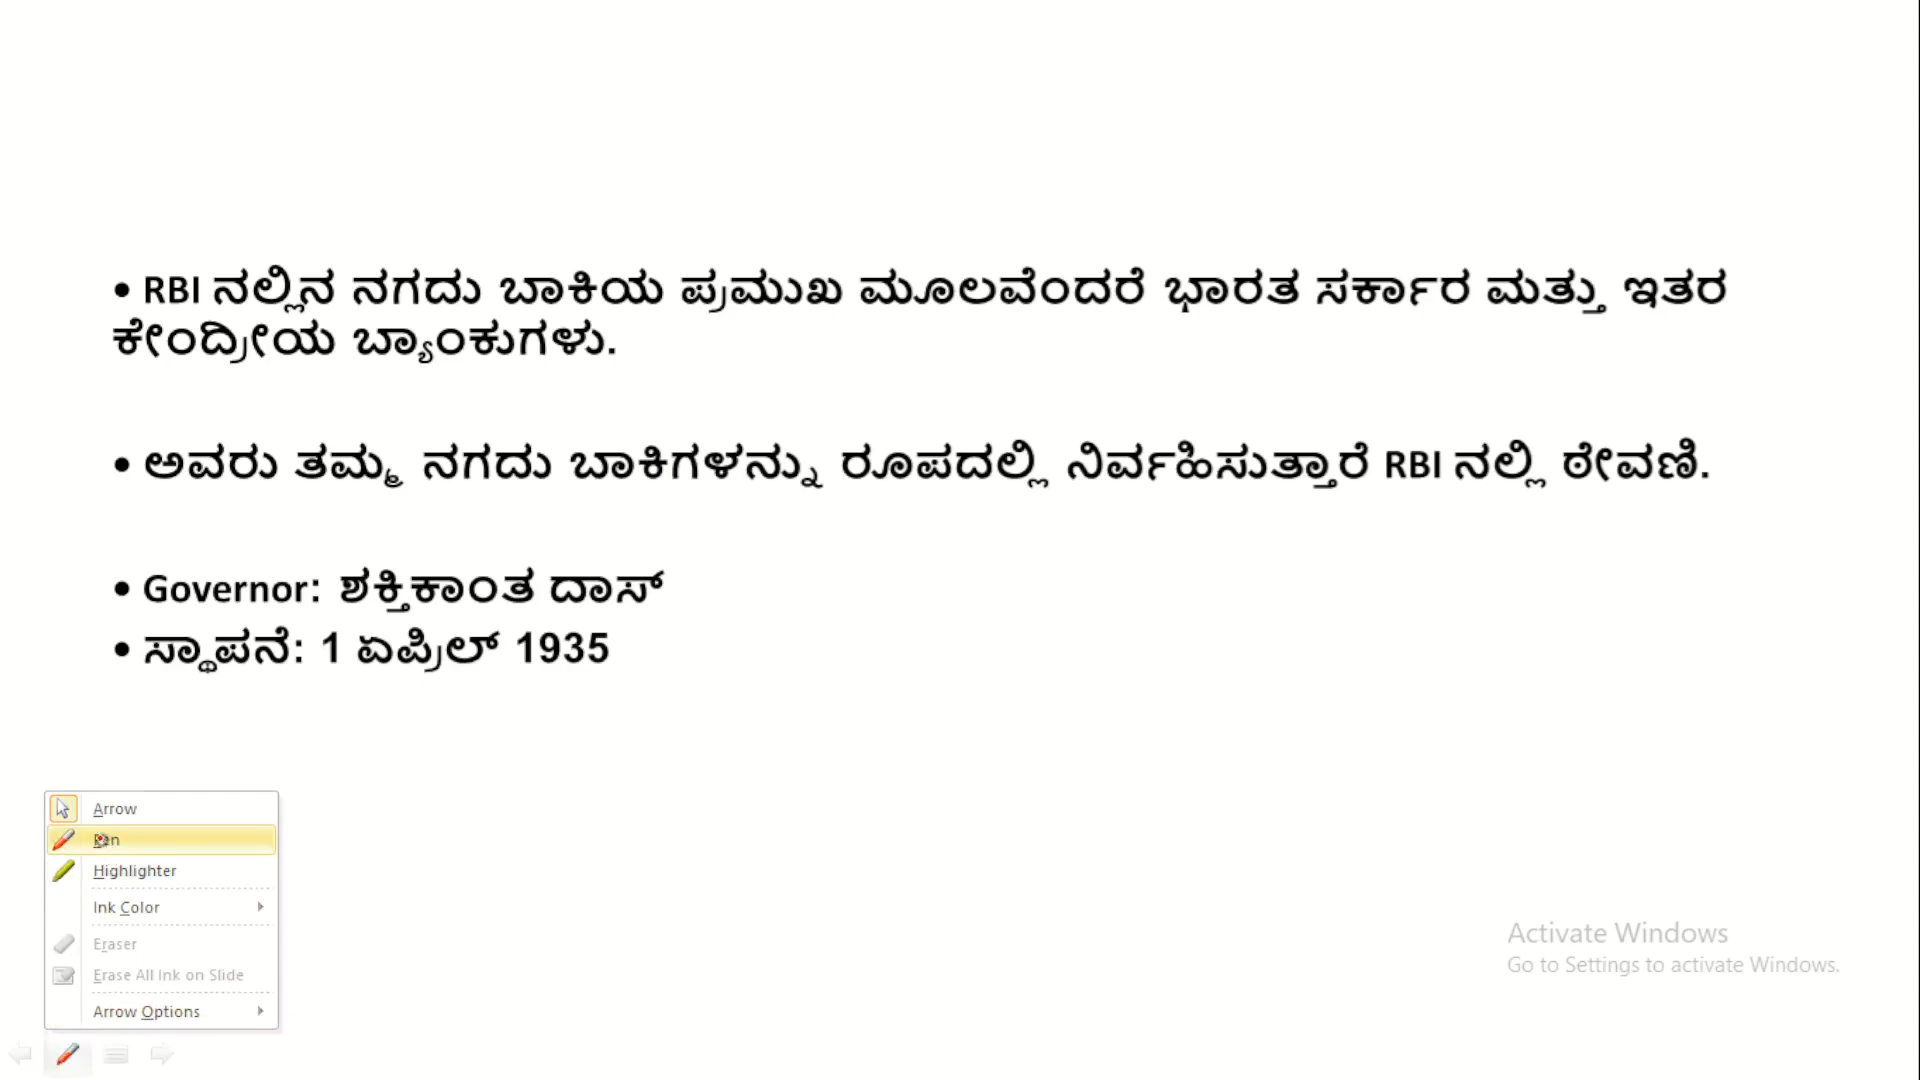 • RBI ನಲ್ಲಿನ ನಗದು ಬಾಕಿಯ ಪ್ರಮುಖ ಮೂಲವೆಂದರೆ ಭಾರತ ಸರ್ಕಾರ ಮತ್ತು ಇತರ
ಕೇಂದ್ರೀಯ ಬ್ಯಾಂಕುಗಳು.
• ಅವರು ತಮ್ಮ ನಗದು ಬಾಕಿಗಳನ್ನು ರೂಪದಲ್ಲಿ ನಿರ್ವಹಿಸುತ್ತಾರೆ RBI ನಲ್ಲಿ ಠೇವಣಿ.
• Governor: ಶಕ್ತಿಕಾಂತ ದಾಸ್
• ಸ್ಥಾಪನೆ: 1 ಏಪ್ರಿಲ್ 1935
Arrow
Pen
Highlighter
Ink Color
Eraser
Erase All Ink on Slide
Arrow Options
Activate Windows
Go to Settings to activate Windows.